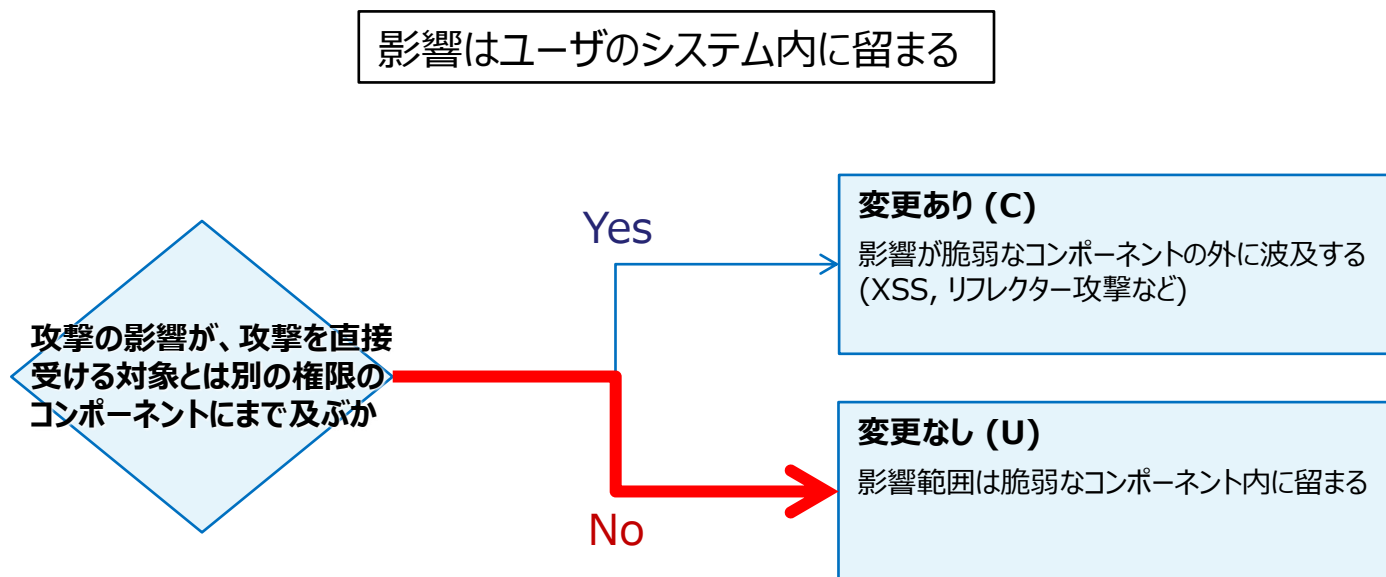 影響はユーザのシステム内に留まる
Yes
変更あり (C)
影響が脆弱なコンポーネントの外に波及する
(XSS, リフレクター攻撃など)
攻撃の影響が、攻撃を直接
受ける対象とは別の権限の
コンポーネントにまで及ぶか
変更なし (U)
影響範囲は脆弱なコンポーネント内に留まる
No